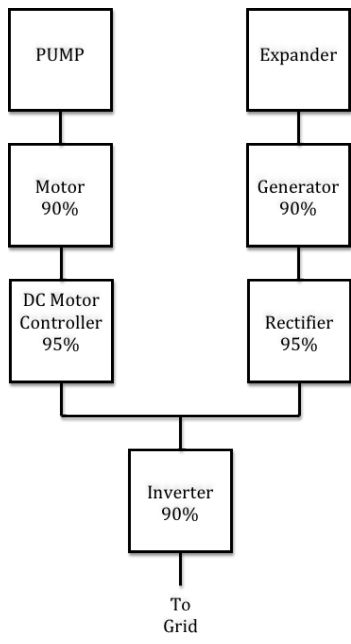 PUMP
Expander
Motor
90%
Generator
90%
DC Motor
Controller
95%
Rectifier
95%
Inverter
90%
To
Grid